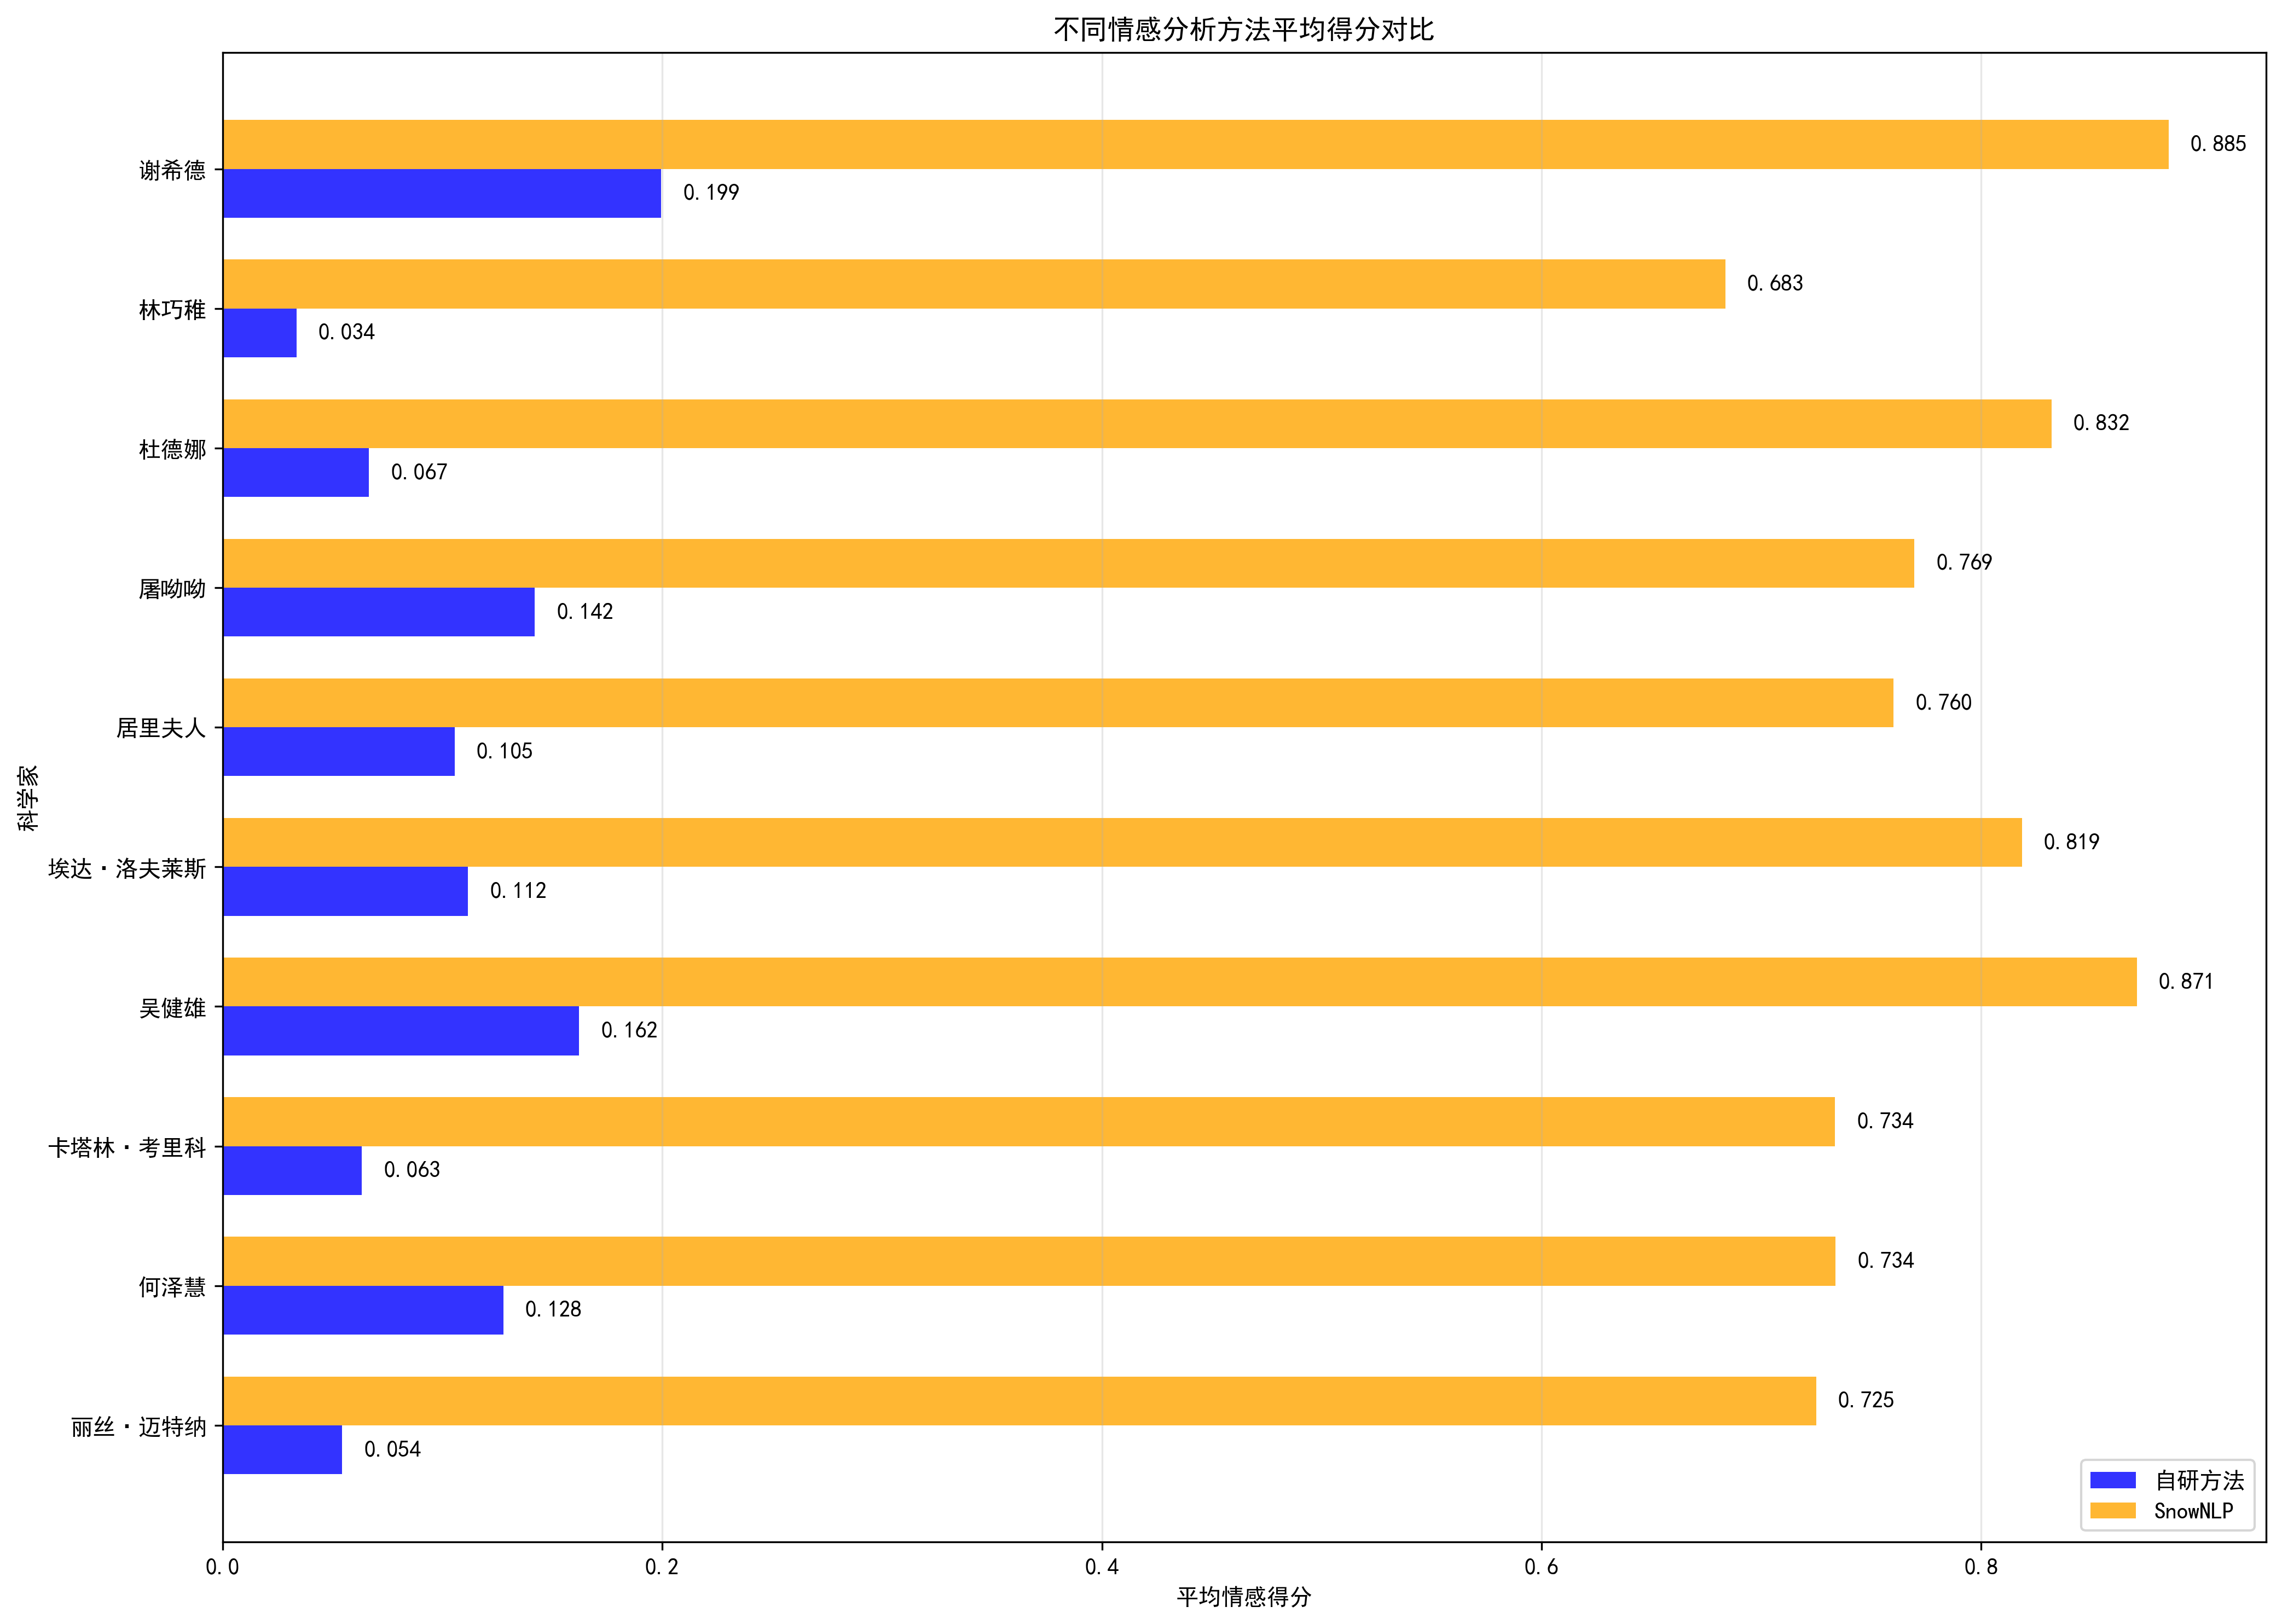 不同情感分析方法平均得分对比
科学家
谢希德
0.885
0.199
林巧稚
0.683
0.034
杜德娜
0.832
0.067
屠呦呦
0.769
0.142
居里夫人
0.760
0.105
埃达·洛夫莱斯
0.819
0.112
吴健雄
0.871
0.162
卡塔林·考里科
0.734
0.063
何泽慧
0.734
0.128
丽丝·迈特纳
0.725
0.054
自研方法
SnowNLP
0.0 0.2 0.4 0.6 0.8
平均情感得分